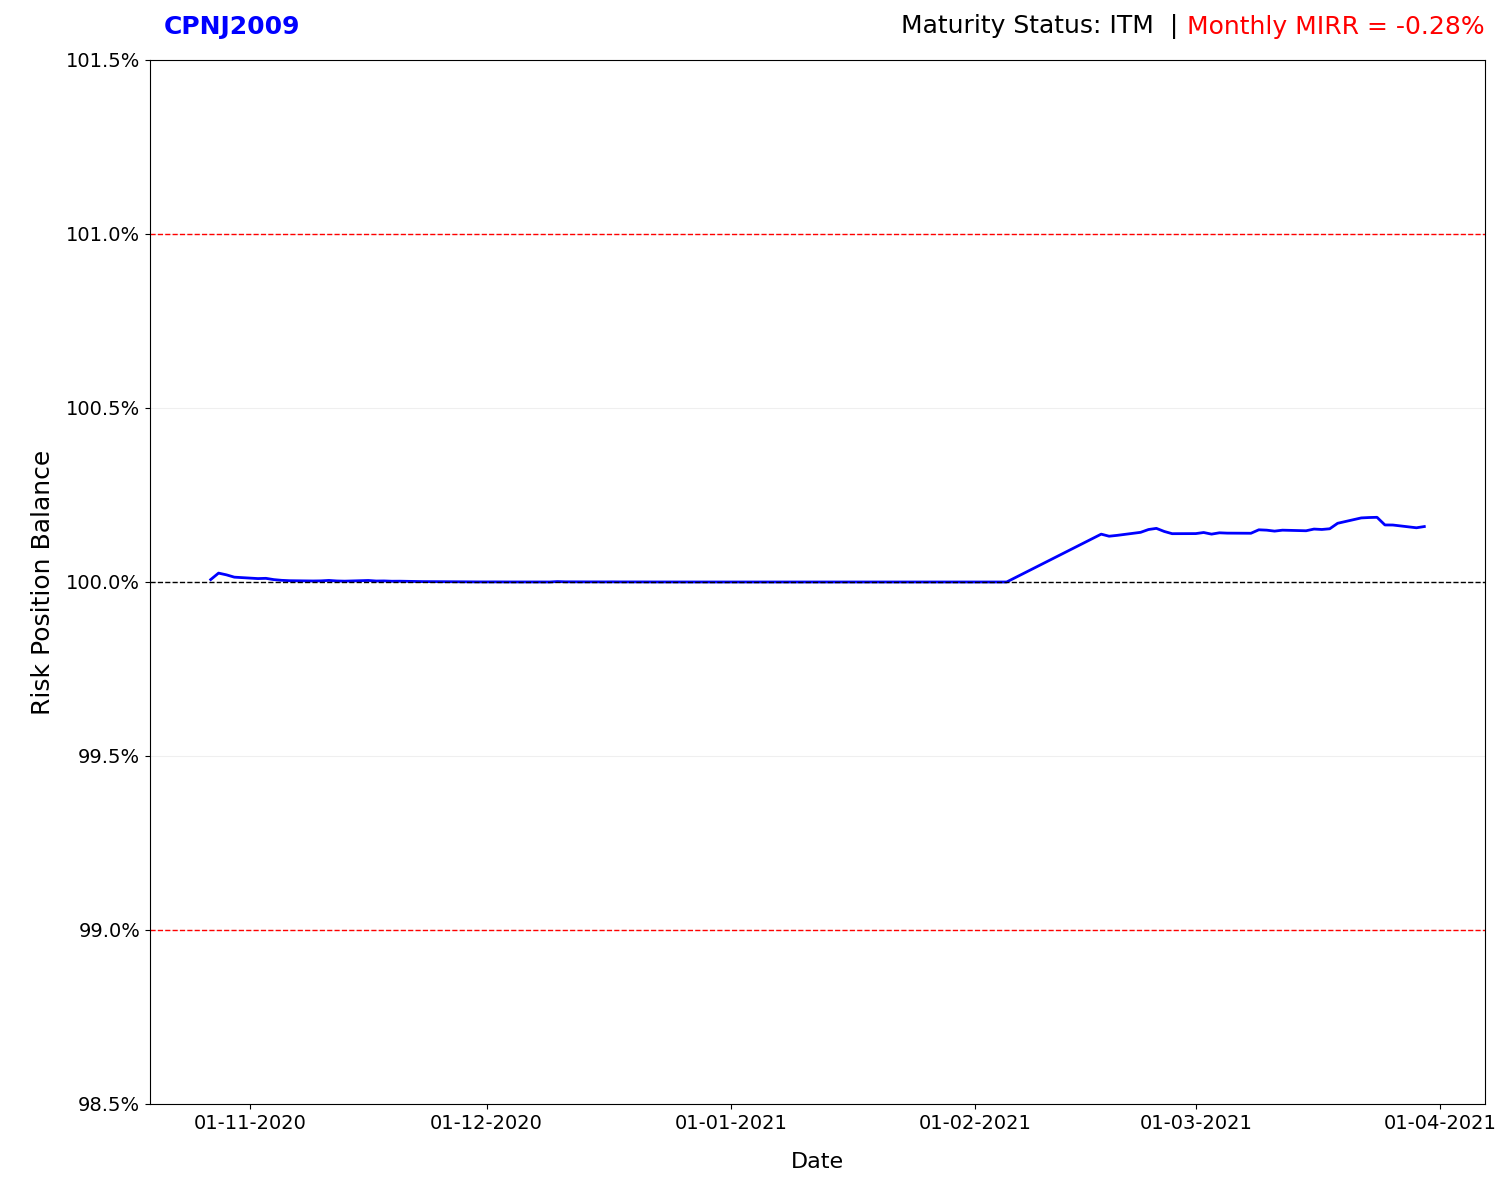 CPNJ2009
Maturity Status: ITM | Monthly MIRR = -0.28%
101.5%
101.0%
100.5%
100.0%
99.5%
99.0%
98.5%
Risk Position Balance
01-11-2020 01-12-2020 01-01-2021 01-02-2021 01-03-2021 01-04-2021
Date